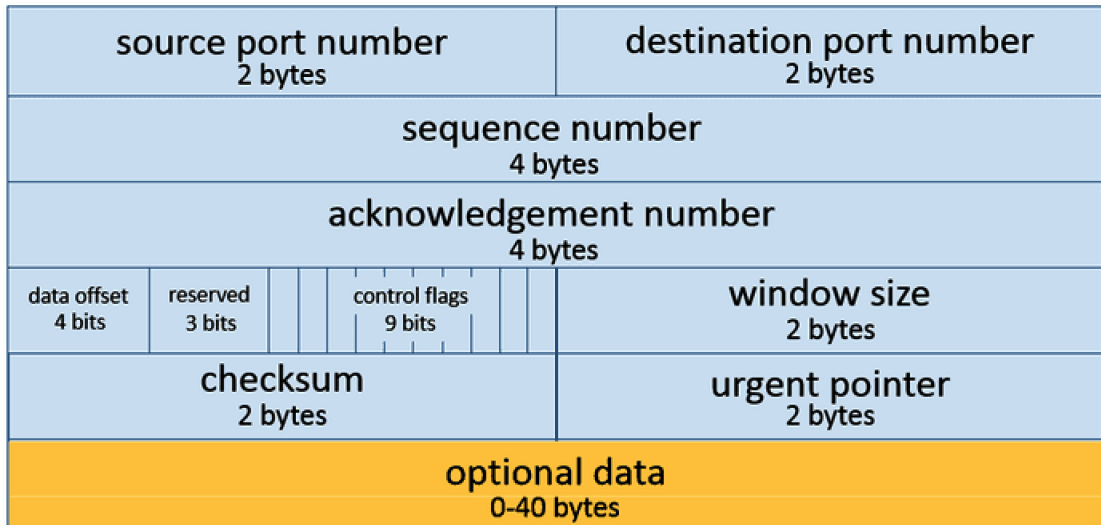 source port number
2 bytes
destination port number
2 bytes
sequence number
4 bytes
acknowledgement number
4 bytes
data offset
4 bits
reserved
3 bits
control flags
9 bits
window size
2 bytes
checksum
2 bytes
urgent pointer
2 bytes
optional data
0-40 bytes